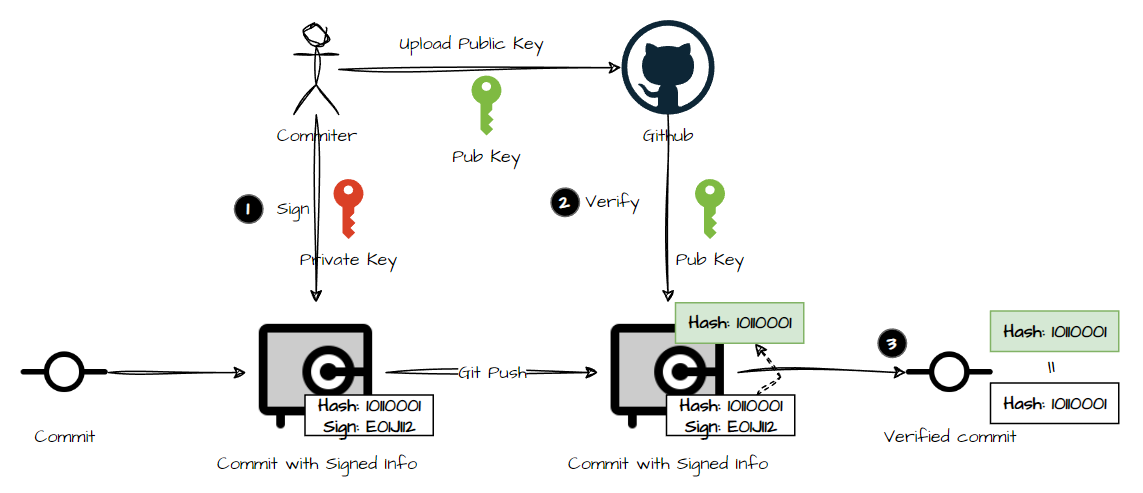 Upload Public Key
Commiter
Github
Pub Key
1
Sign
2
Verify
Private Key
Pub Key
Hash: 10110001
3
Hash: 10110001
Git Push
=
Hash: 10110001
Sign: E01J112
Hash: 10110001
Sign: E01J112
Hash: 10110001
Commit
Verified commit
Commit with Signed Info
Commit with Signed Info